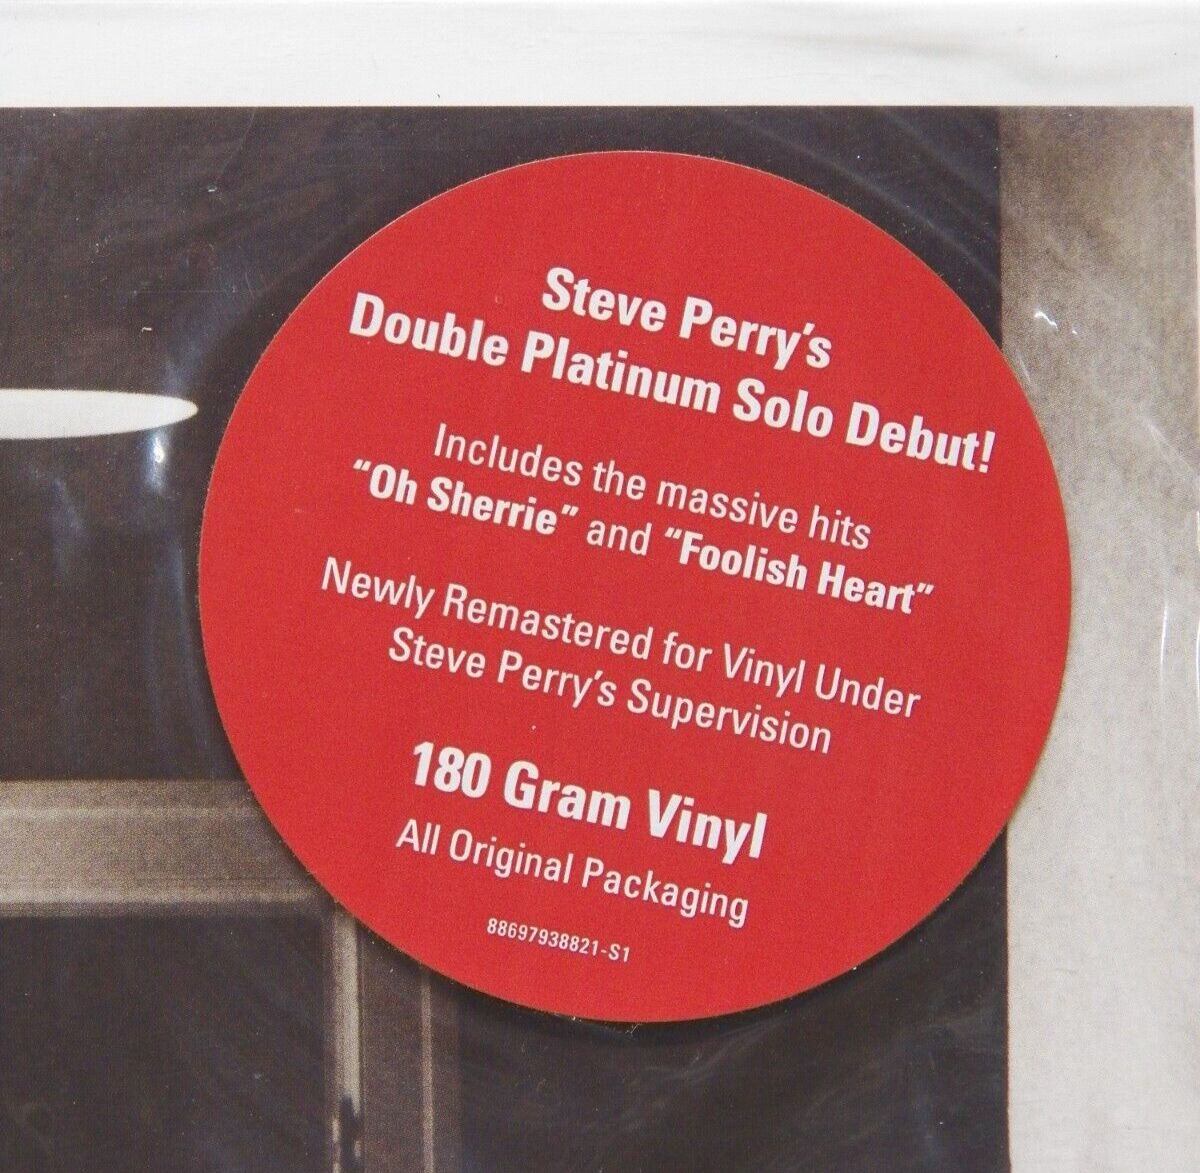 Steve Perry's
Double Platinum Solo Debut!
Includes the massive hits
“Oh Sherrie” and “Foolish Heart”
Newly Remastered for Vinyl Under
Steve Perry's Supervision
180 Gram Vinyl
All Original Packaging
88697938821-S1